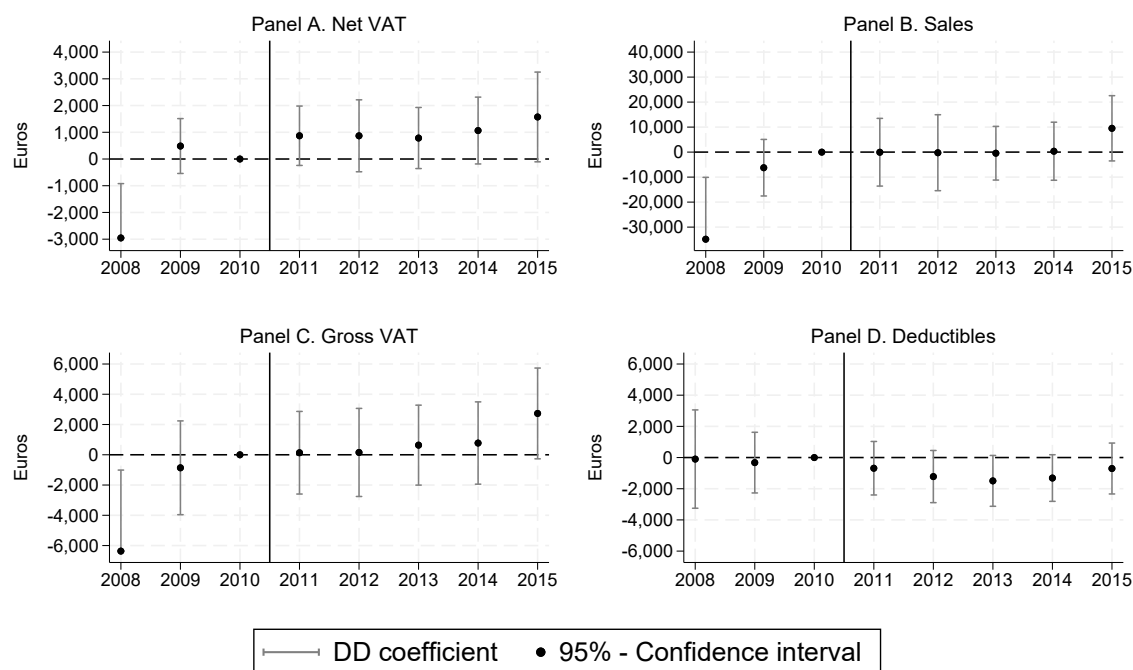 Panel A. Net VAT
Euros
4,000
3,000
2,000
1,000
0
-1,000
-2,000
-3,000
2008 2009 2010 2011 2012 2013 2014 2015
Panel B. Sales
Euros
40,000
30,000
20,000
10,000
0
-10,000
-20,000
-30,000
2008 2009 2010 2011 2012 2013 2014 2015
Panel C. Gross VAT
Euros
6,000
4,000
2,000
0
-2,000
-4,000
-6,000
2008 2009 2010 2011 2012 2013 2014 2015
Panel D. Deductibles
Euros
6,000
4,000
2,000
0
-2,000
-4,000
-6,000
2008 2009 2010 2011 2012 2013 2014 2015
DD coefficient 95% - Confidence interval